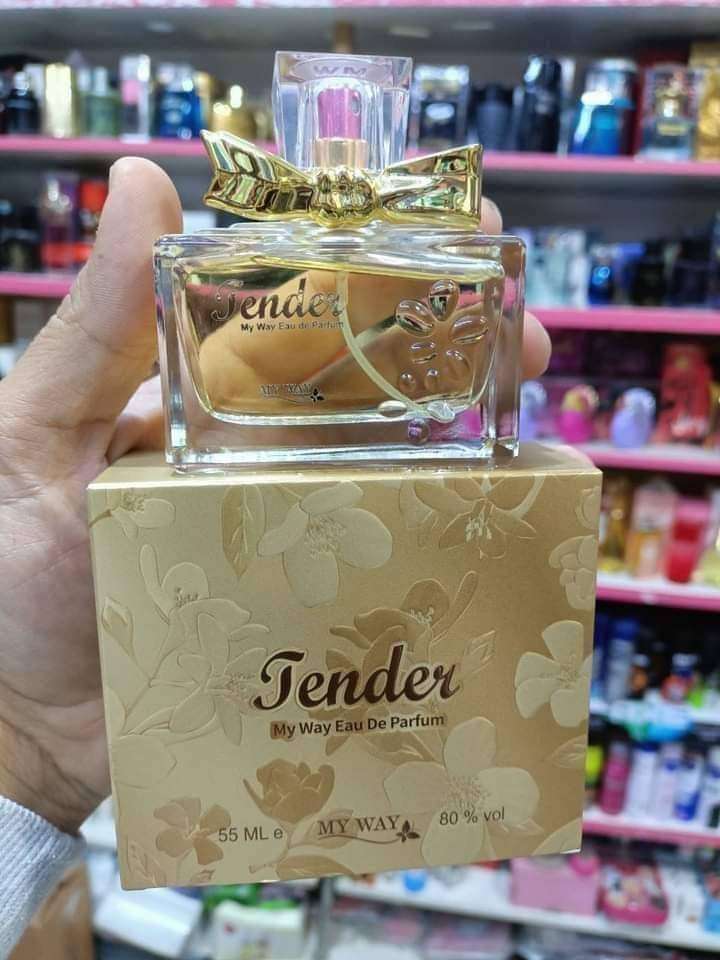 WM
Tender
My Way Eau de Parfum
MY WAY
Tender
My Way Eau De Parfum
55 ML e
MY WAY
80 % vol